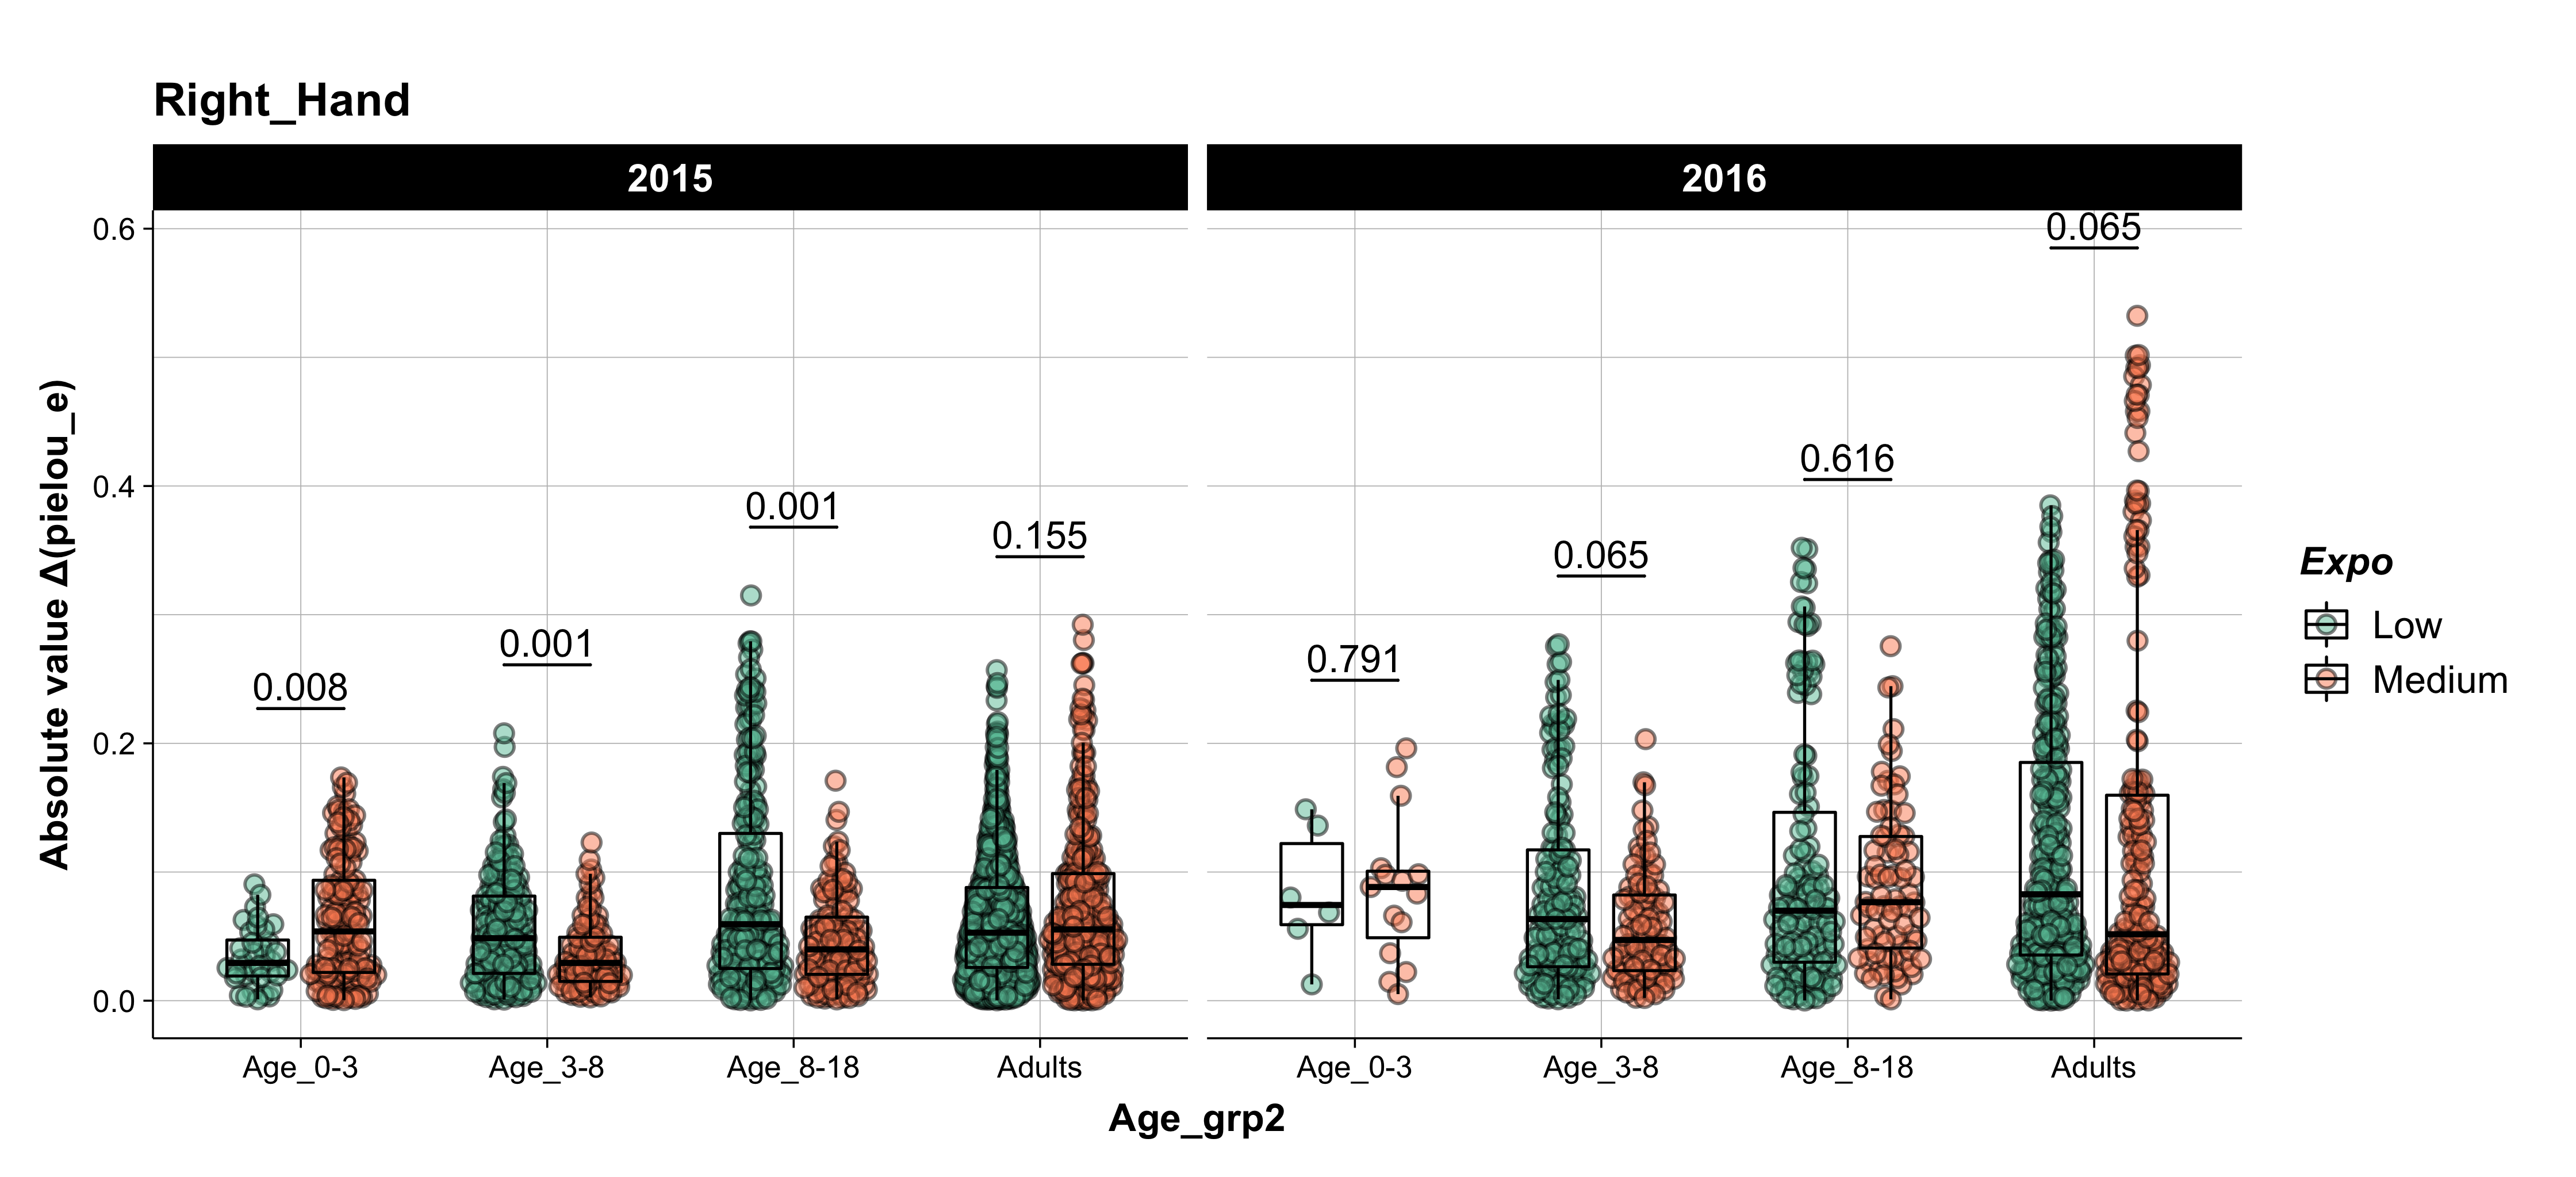 Right_Hand
2015
2016
Absolute value Δ(pielou_e)
0.6
0.4
0.2
0.0
0.008
0.001
0.001
0.155
0.791
0.065
0.616
0.065
Age_0-3
Age_3-8
Age_8-18
Adults
Age_0-3
Age_3-8
Age_8-18
Adults
Age_grp2
Expo
Low
Medium